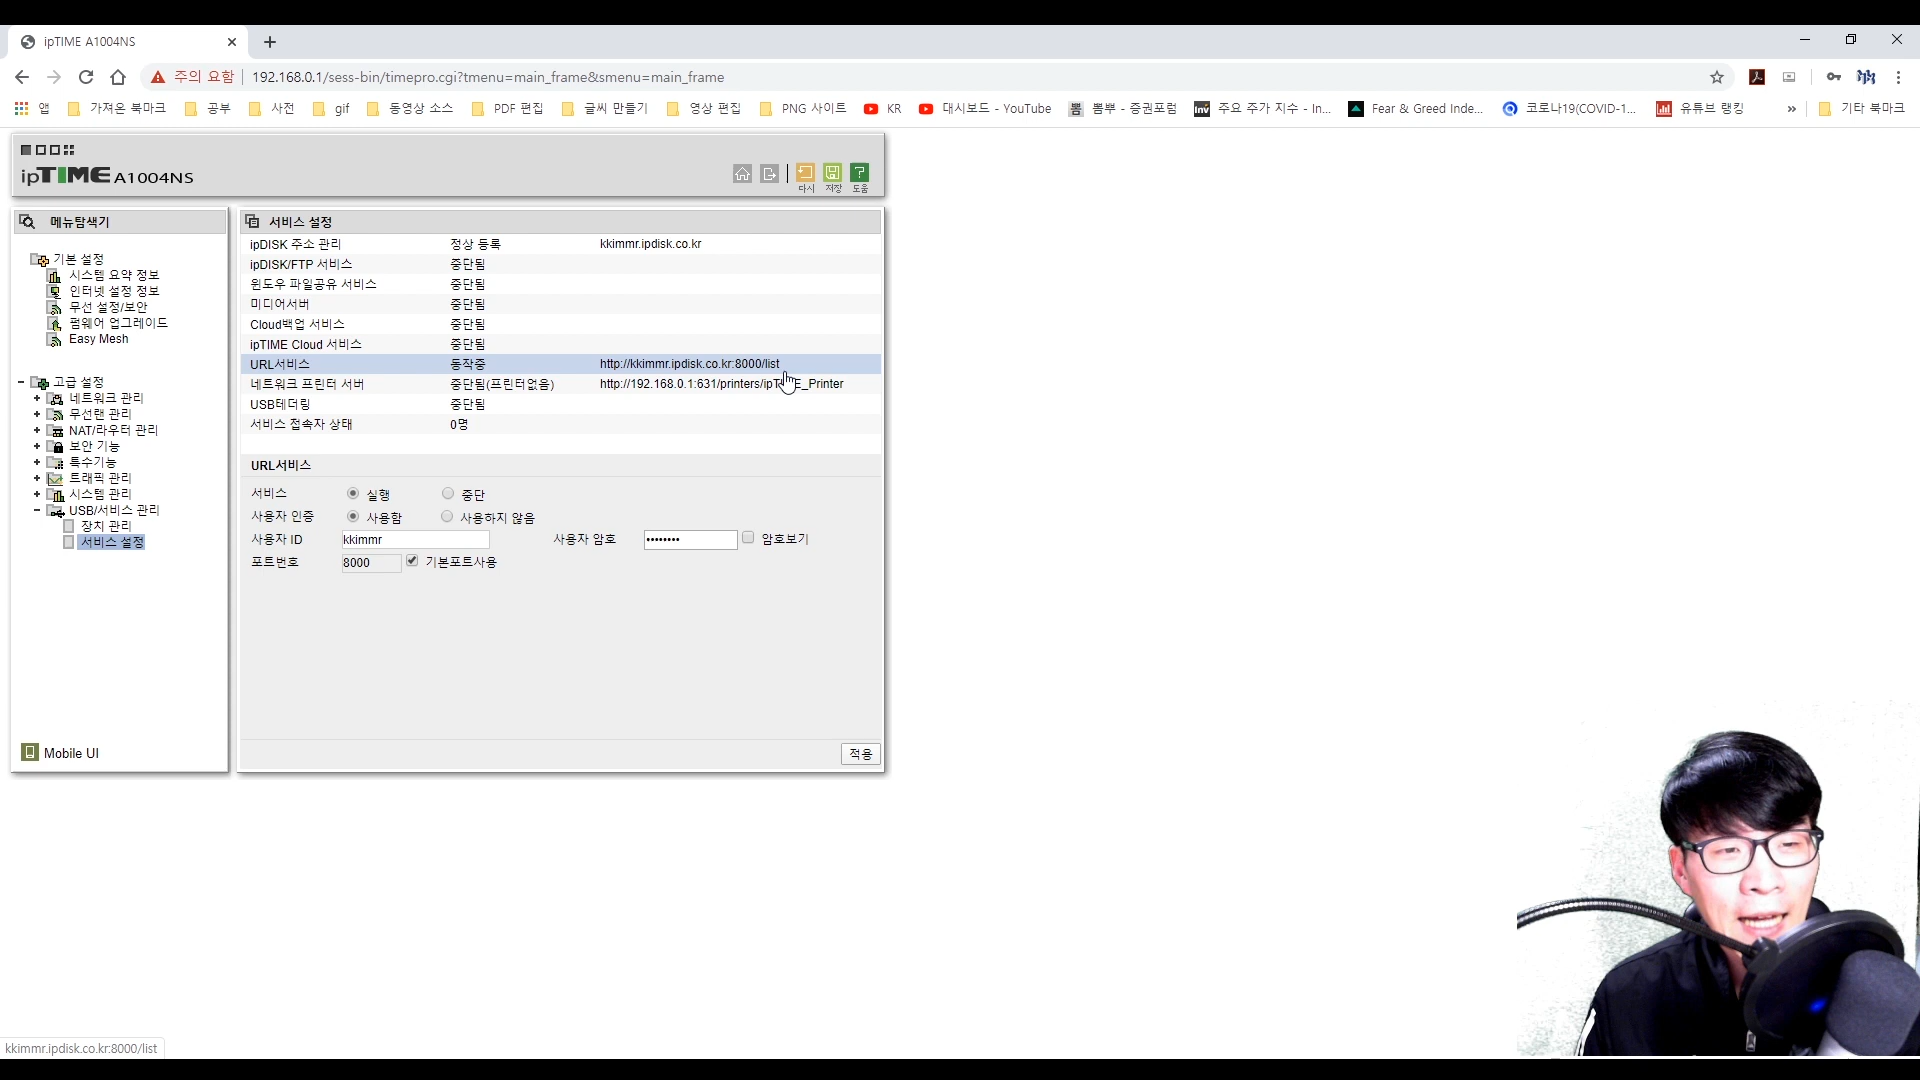 ipTIME A1004NS
주의 요함
192.168.0.1/sess-bin/timepro.cgi?tmenu=main_frame&smenu=main_frame
앱 가져온 북마크 공부 사전 gif 동영상 소스 PDF 편집 글씨 만들기 영상 편집 PNG 사이트 KR 대시보드 - YouTube 뽐 뽐뿌 - 증권포럼 Inv 주요 주가 지수 - In... Fear & Greed Inde... 코로나19(COVID-1... 유튜브 랭킹 » 기타 북마크
ipTIME A1004NS
다시 저장 도움
메뉴탐색기
기본 설정
시스템 요약 정보
인터넷 설정 정보
무선 설정/보안
펌웨어 업그레이드
Easy Mesh
고급 설정
네트워크 관리
무선랜 관리
NAT/라우터 관리
보안 기능
특수기능
트래픽 관리
시스템 관리
USB/서비스 관리
장치 관리
서비스 설정
Mobile UI
서비스 설정
ipDISK 주소 관리 정상 등록 kkimmr.ipdisk.co.kr
ipDISK/FTP 서비스 중단됨
윈도우 파일공유 서비스 중단됨
미디어서버 중단됨
Cloud백업 서비스 중단됨
ipTIME Cloud 서비스 중단됨
URL서비스 동작중 http://kkimmr.ipdisk.co.kr:8000/list
네트워크 프린터 서버 중단됨(프린터없음) http://192.168.0.1:631/printers/ipTIME_Printer
USB테더링 중단됨
서비스 접속자 상태 0명
URL서비스
서비스 실행 중단
사용자 인증 사용함 사용하지 않음
사용자 ID kkimmr 사용자 암호 •••••••• 암호보기
포트번호 8000 기본포트사용
적용
kkimmr.ipdisk.co.kr:8000/list